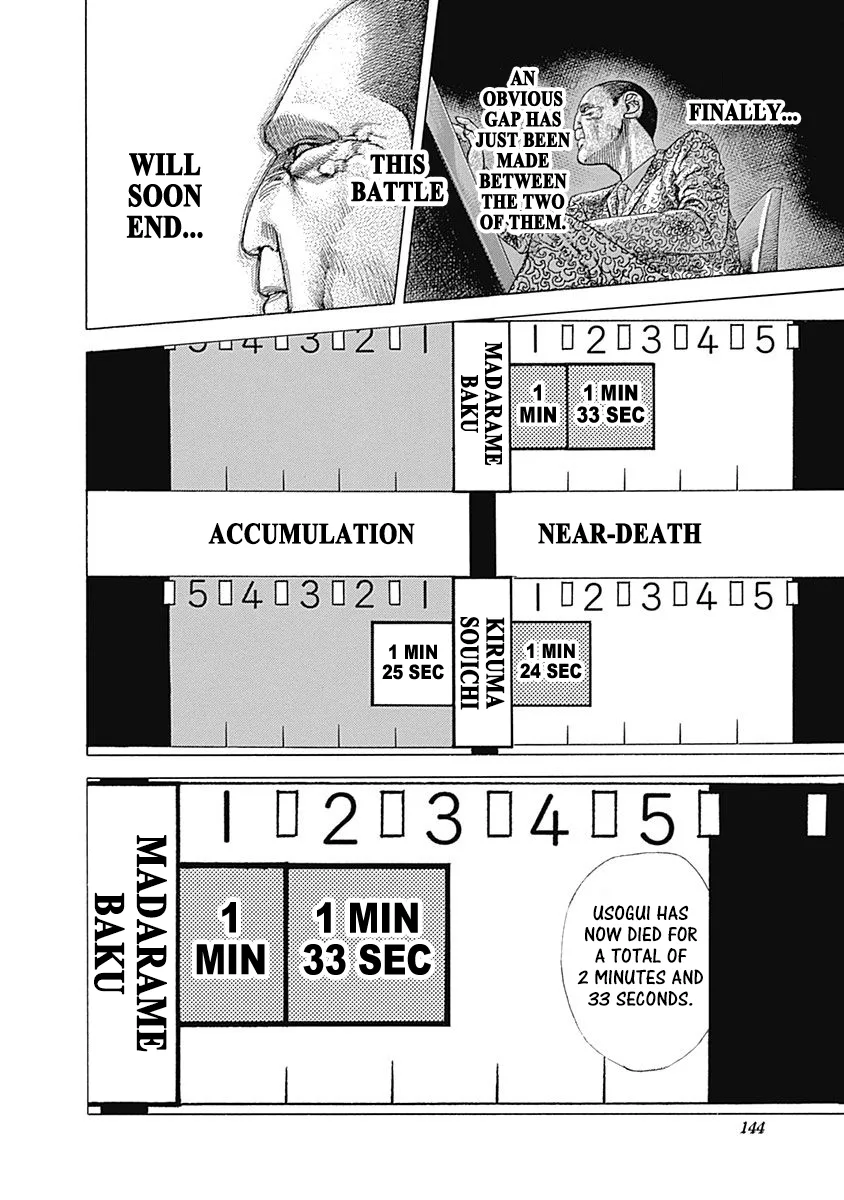 FINALLY...
AN
OBVIOUS
GAP HAS
JUST BEEN
MADE
BETWEEN
THE TWO
OF THEM.
THIS
BATTLE
WILL
SOON
END...
5 4 3 2 1
MADARAME
BAKU
1 2 3 4 5
1
MIN
1 MIN
33 SEC
ACCUMULATION
NEAR-DEATH
5 4 3 2 1
KIRUMA
SOUICHI
1 2 3 4 5
1 MIN
25 SEC
1 MIN
24 SEC
MADARAME
BAKU
1 2 3 4 5
1
MIN
1 MIN
33 SEC
USOGUI HAS
NOW DIED FOR
A TOTAL OF
2 MINUTES AND
33 SECONDS.
144